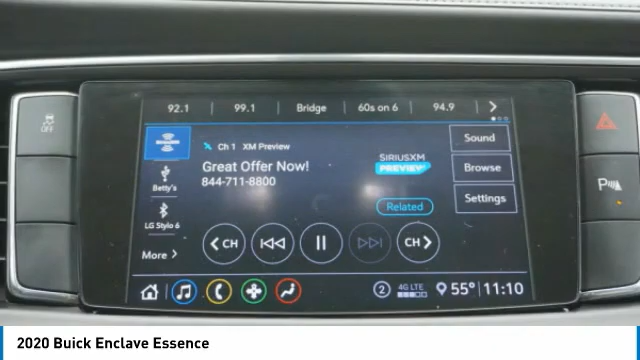 92.1 99.1 Bridge 60s on 6 94.9
OFF
Ch 1 XM Preview
Great Offer Now!
844-711-8800
SIRIUSXM
PREVIEW
Related
Sound
Browse
Settings
Betty's
LG Stylo 6
More
CH CH
2 4G LTE 55° 11:10
P
2020 Buick Enclave Essence